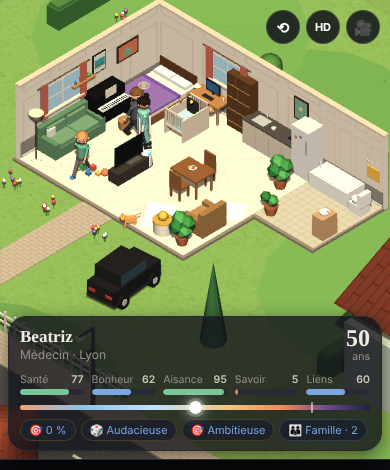 HD
Beatriz
50
Médecin · Lyon
ans
Santé 77 Bonheur 62 Aisance 95 Savoir 5 Liens 60
🎯 0 % 🎲 Audacieuse 🎯 Ambitieuse 👪 Famille · 2